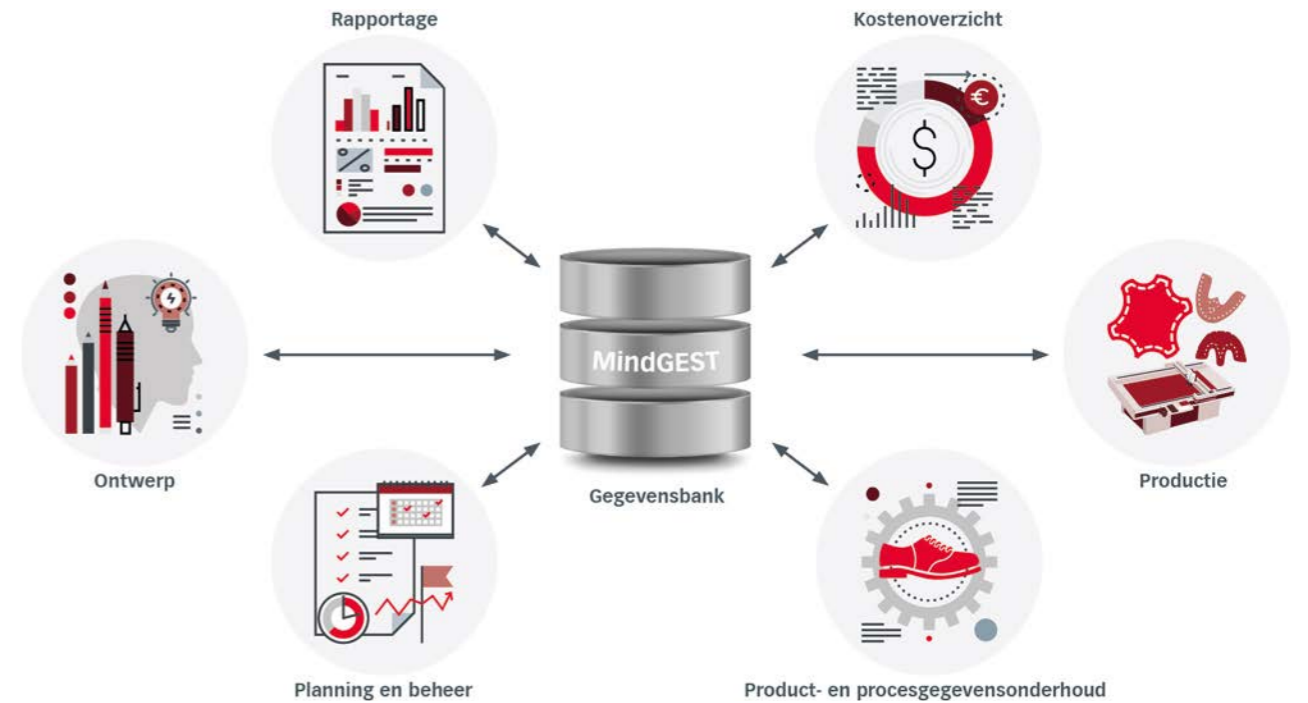 Rapportage
Kostenoverzicht
€
$
MindGEST
Ontwerp
Gegevensbank
Productie
Planning en beheer
Product- en procesgegevensonderhoud